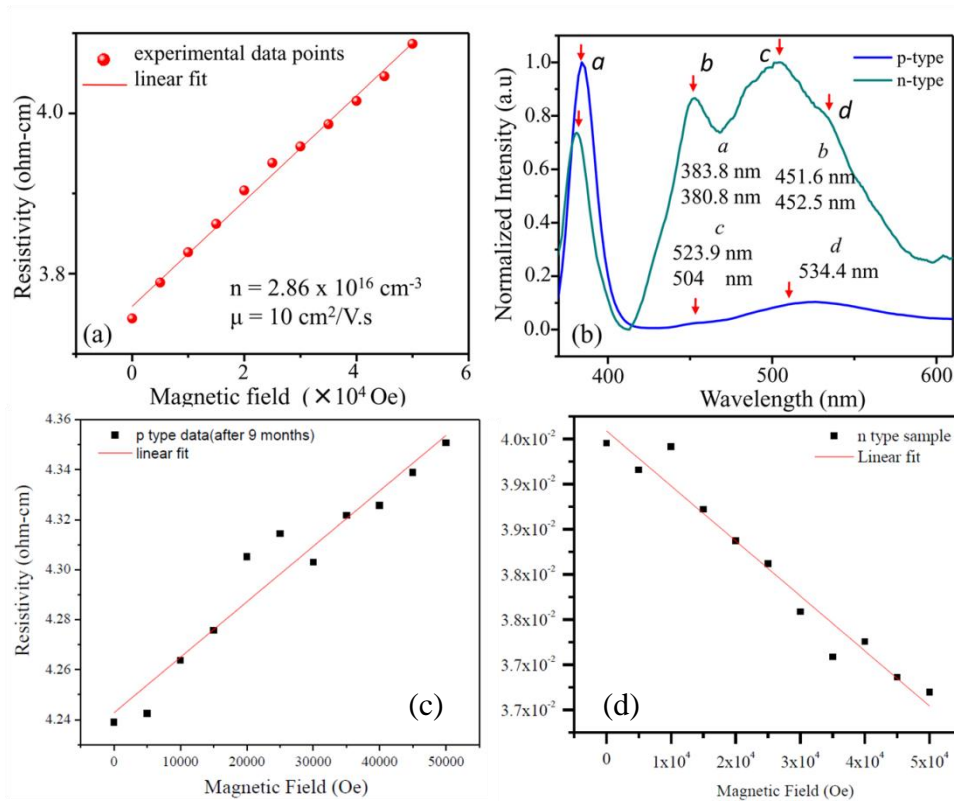 experimental data points
linear fit
4.0
3.8
Resistivity (ohm-cm)
n = 2.86 x 10¹⁶ cm⁻³
μ = 10 cm²/V.s
(a)
0 2 4 6
Magnetic field (×10⁴ Oe)
(b)
a
b
c
d
p-type
n-type
1.0
0.8
0.6
0.4
0.2
0.0
Normalized Intensity (a.u)
a
383.8 nm
380.8 nm
b
451.6 nm
452.5 nm
c
523.9 nm
504 nm
d
534.4 nm
400 500 600
Wavelength (nm)
p type data(after 9 months)
linear fit
4.36
4.34
4.32
4.30
4.28
4.26
4.24
Resistivity (ohm-cm)
(c)
0 10000 20000 30000 40000 50000
Magnetic Field (Oe)
n type sample
Linear fit
4.0x10⁻²
3.9x10⁻²
3.9x10⁻²
3.8x10⁻²
3.8x10⁻²
3.7x10⁻²
3.7x10⁻²
(d)
0 1x10⁴ 2x10⁴ 3x10⁴ 4x10⁴ 5x10⁴
Magnetic Field (Oe)